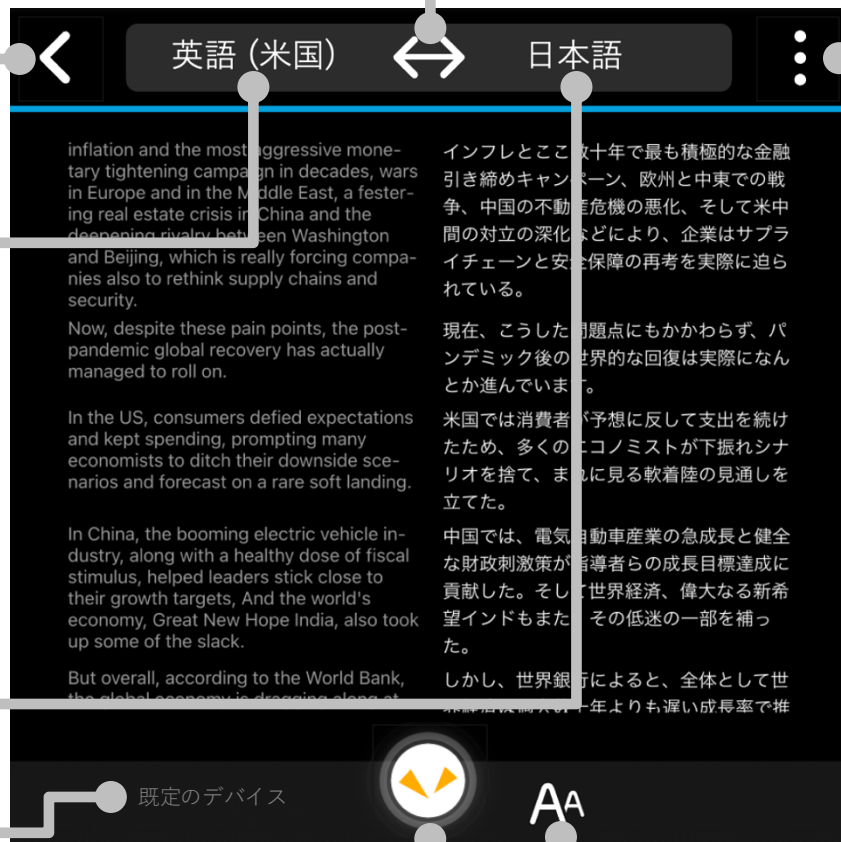 英語 (米国)
日本語
inflation and the most aggressive mone-
tary tightening campaign in decades, wars
in Europe and in the Middle East, a fester-
ing real estate crisis in China and the
deepening rivalry between Washington
and Beijing, which is really forcing compa-
nies also to rethink supply chains and
security.
Now, despite these pain points, the post-
pandemic global recovery has actually
managed to roll on.
In the US, consumers defied expectations
and kept spending, prompting many
economists to ditch their downside sce-
narios and forecast on a rare soft landing.
In China, the booming electric vehicle in-
dustry, along with a healthy dose of fiscal
stimulus, helped leaders stick close to
their growth targets, And the world's
economy, Great New Hope India, also took
up some of the slack.
But overall, according to the World Bank,
the global economy is dragging along at
インフレとここ数十年で最も積極的な金融
引き締めキャンペーン、欧州と中東での戦
争、中国の不動産危機の悪化、そして米中
間の対立の深化などにより、企業はサプラ
イチェーンと安全保障の再考を実際に迫ら
れている。
現在、こうした問題点にもかかわらず、パ
ンデミック後の世界的な回復は実際になん
とか進んでいます。
米国では消費者が予想に反して支出を続け
たため、多くのエコノミストが下振れシナ
リオを捨て、まれに見る軟着陸の見通しを
立てた。
中国では、電気自動車産業の急成長と健全
な財政刺激策が指導者らの成長目標達成に
貢献した。そして世界経済、偉大なる新希
望インドもまた、その低迷の一部を補っ
た。
しかし、世界銀行によると、全体として世
年よりも遅い成長率で推
既定のデバイス
AA